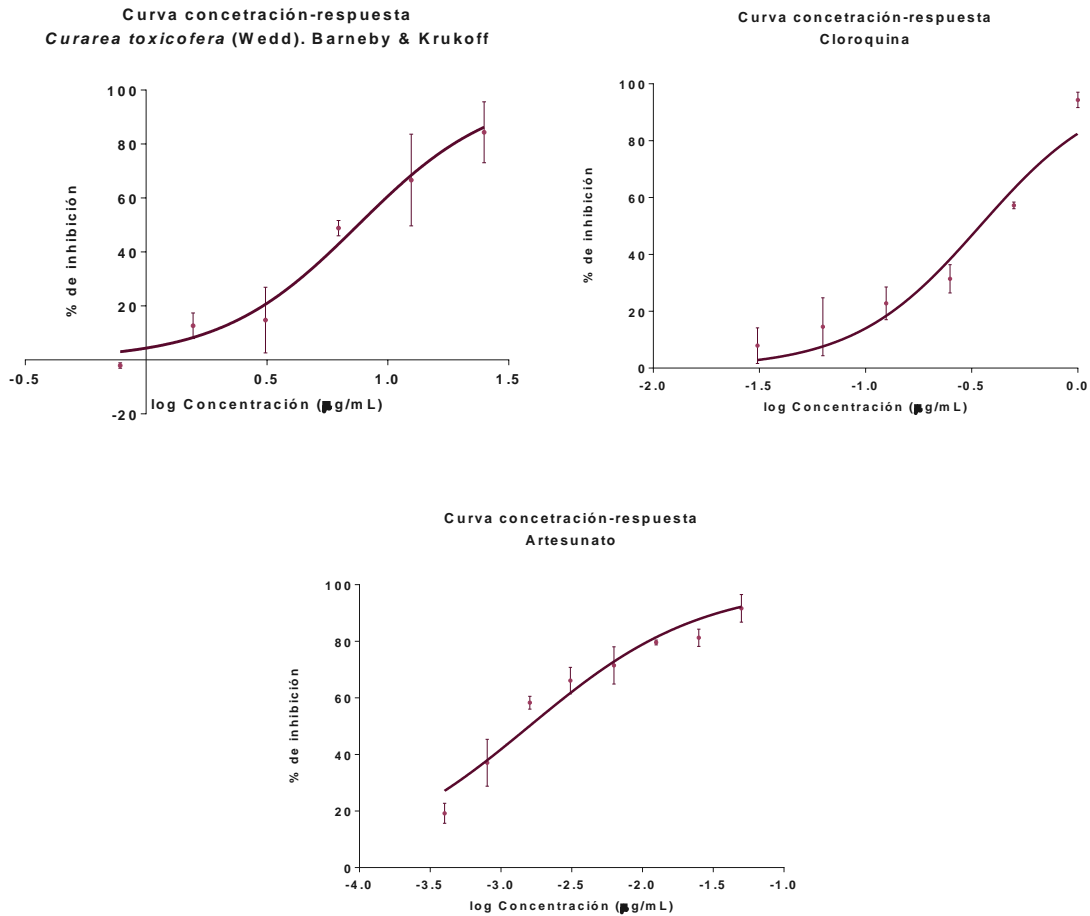 Curva concetración-respuesta
Curarea toxicofera (Wedd). Barneby & Krukoff
100
80
60
40
20
-20
% de inhibición
-0.5
0.5
1.0
1.5
log Concentración (μg/mL)
Curva concetración-respuesta
Cloroquina
100
80
60
40
20
0
% de inhibición
-2.0
-1.5
-1.0
-0.5
0.0
log Concentración (μg/mL)
Curva concetración-respuesta
Artesunato
100
80
60
40
20
0
% de inhibición
-4.0
-3.5
-3.0
-2.5
-2.0
-1.5
-1.0
log Concentración (μg/mL)